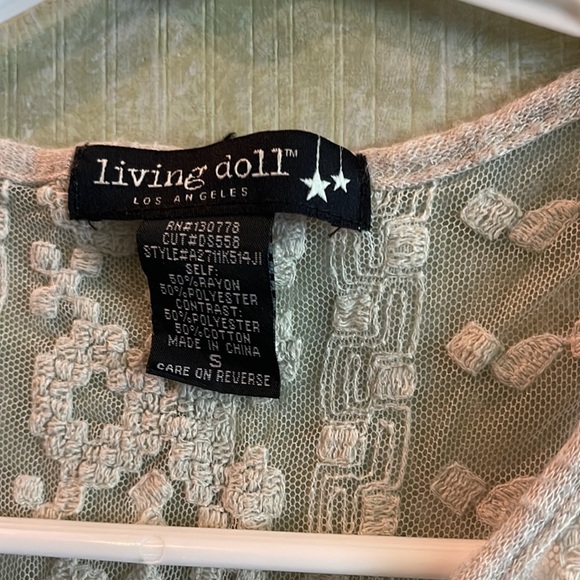 living doll™
LOS ANGELES
RN#130778
CUT#DS558
STYLE#A2711K514JI
SELF:
50%RAYON
50%POLYESTER
CONTRAST:
50%POLYESTER
50%COTTON
MADE IN CHINA
S
CARE ON REVERSE